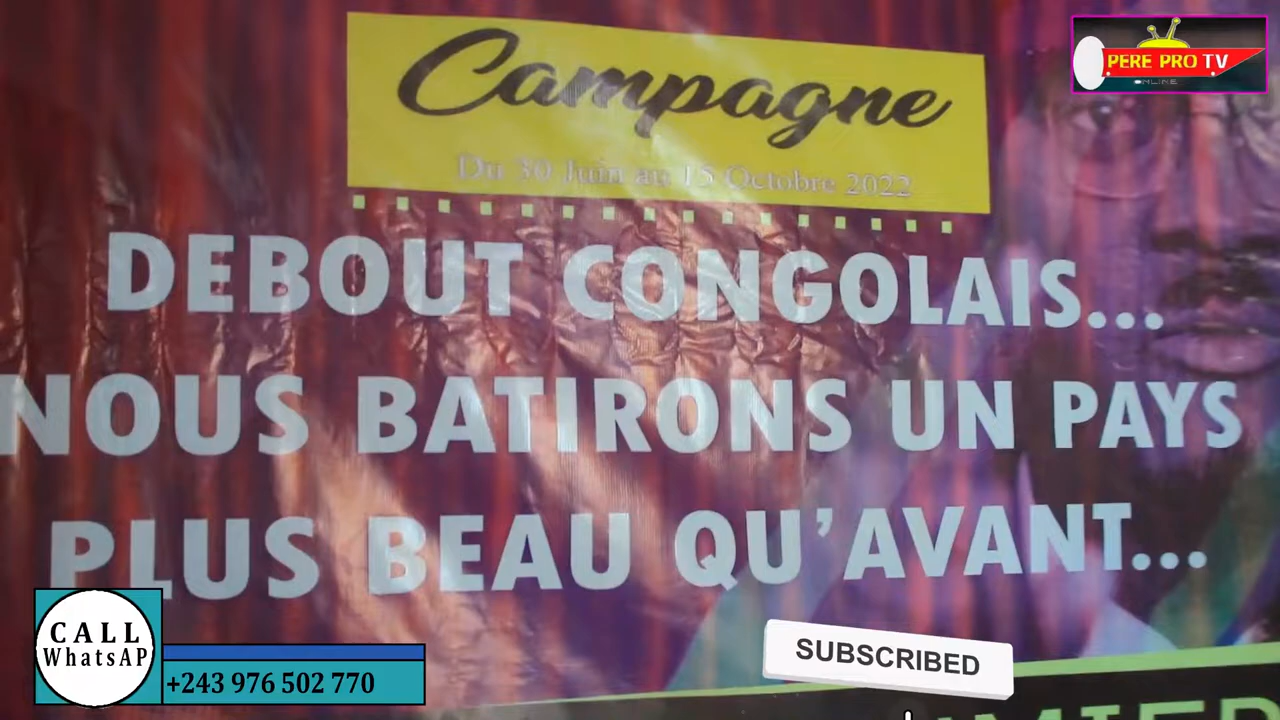 Campagne
PERE PRO TV
ONLINE
Du 30 Juin au 15 Octobre 2022
DEBOUT CONGOLAIS...
NOUS BATIRONS UN PAYS
PLUS BEAU QU'AVANT...
CALL
WhatsAP
+243 976 502 770
SUBSCRIBED